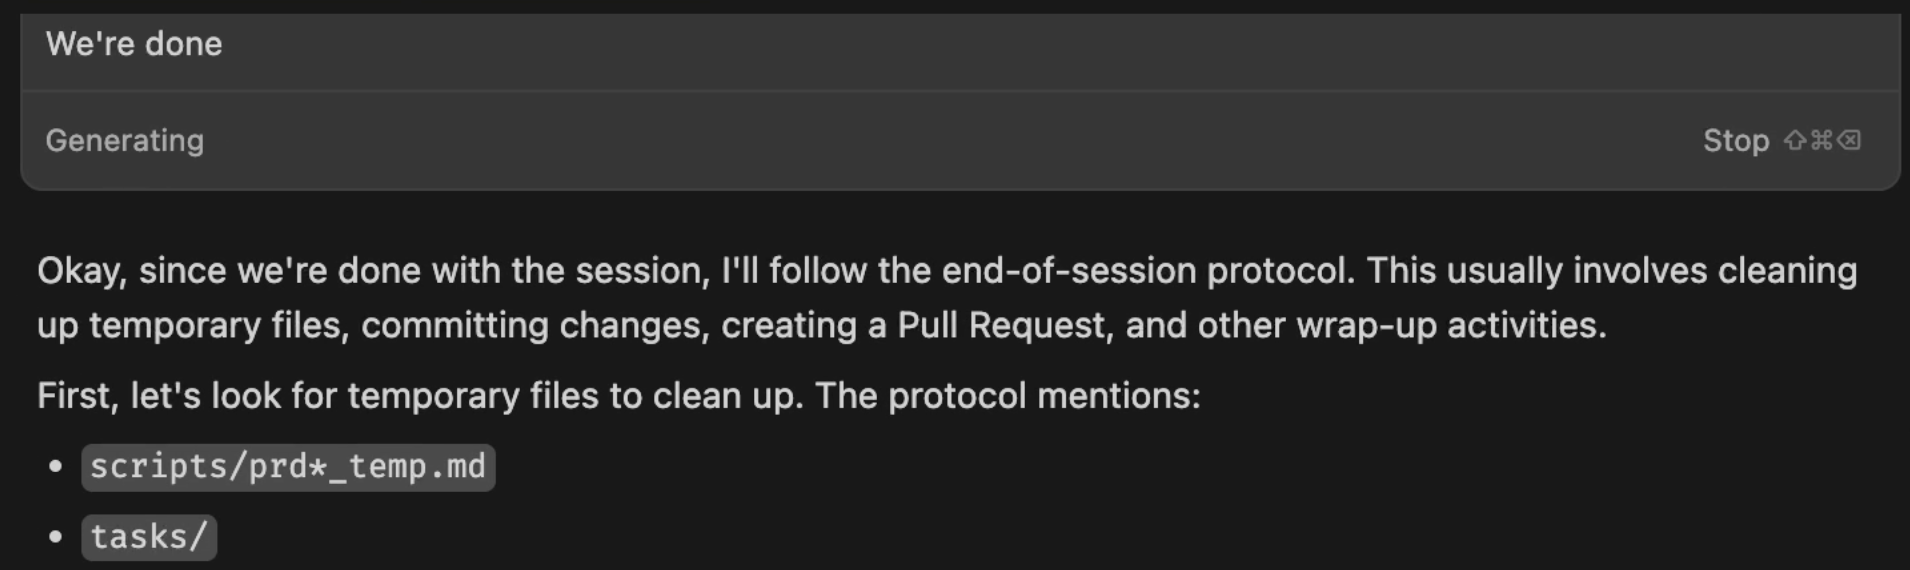 We're done
Generating
Stop ⇧⌘⌫
Okay, since we're done with the session, I'll follow the end-of-session protocol. This usually involves cleaning
up temporary files, committing changes, creating a Pull Request, and other wrap-up activities.
First, let's look for temporary files to clean up. The protocol mentions:
• scripts/prd*_temp.md
• tasks/